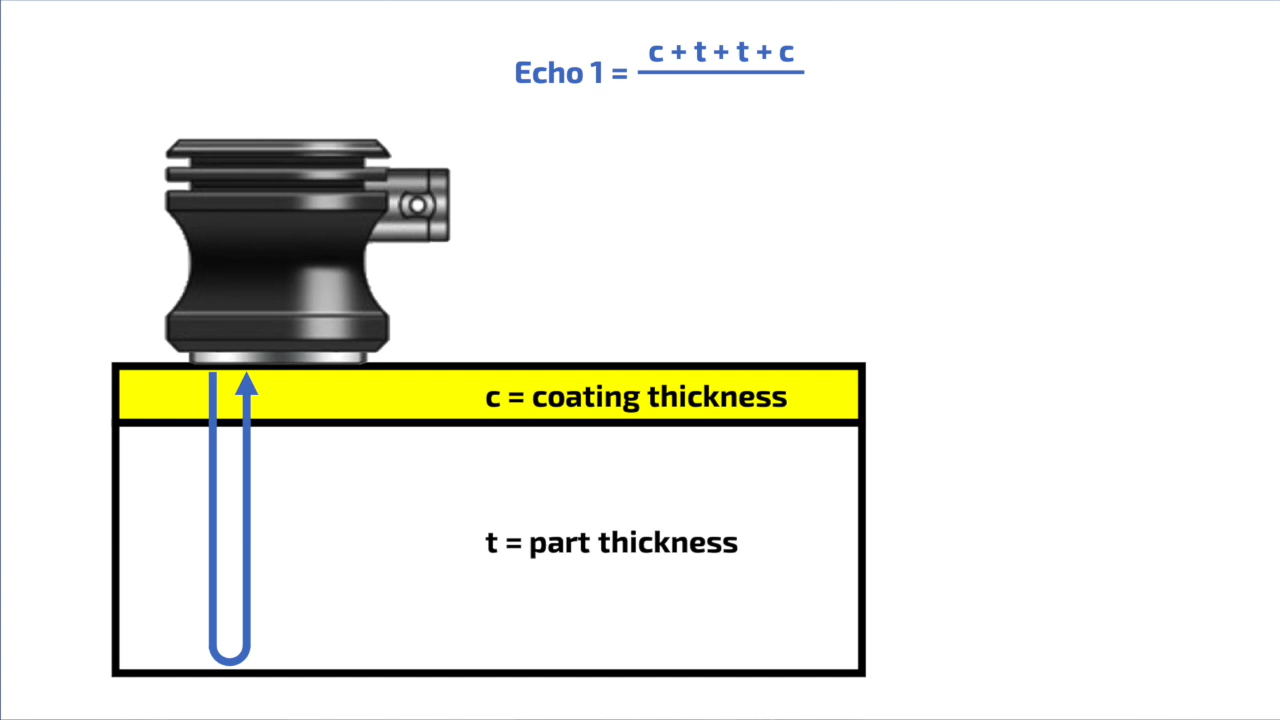 c + t + t + c
Echo 1 =
c = coating thickness
t = part thickness